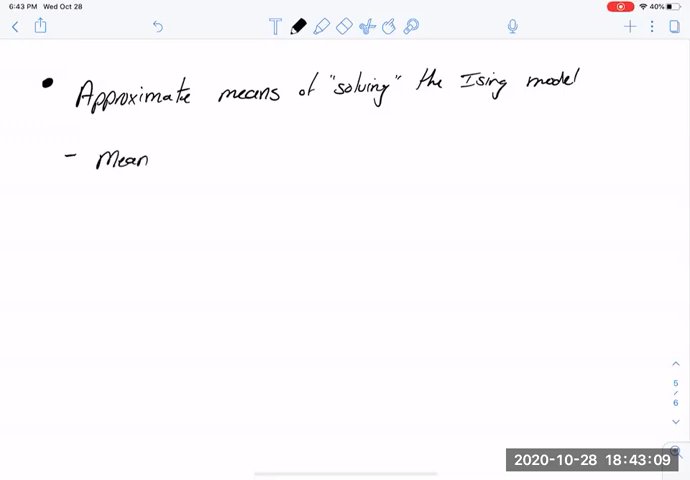 6:43 PM Wed Oct 28
40%
T
• Approximate means of "solving" the Ising model
- Mean
5
/
6
2020-10-28 18:43:09